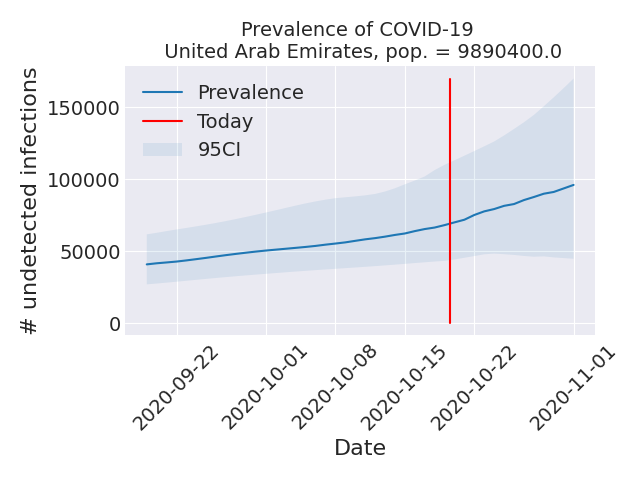 Prevalence of COVID-19
United Arab Emirates, pop. = 9890400.0
# undetected infections
150000
100000
50000
0
Prevalence
Today
95CI
2020-09-22
2020-10-01
2020-10-08
2020-10-15
2020-10-22
2020-11-01
Date